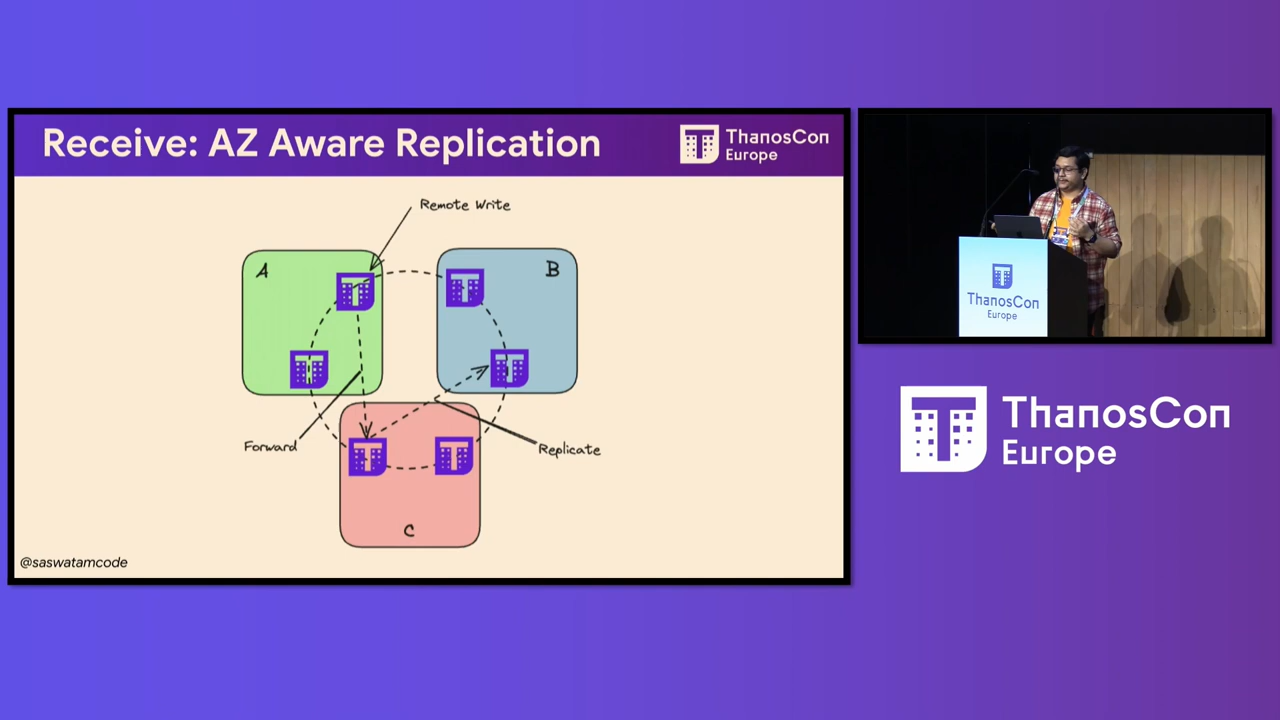 Receive: AZ Aware Replication
ThanosCon
Europe
Remote Write
A
B
Forward
Replicate
C
@saswatamcode
ThanosCon
Europe
ThanosCon
Europe